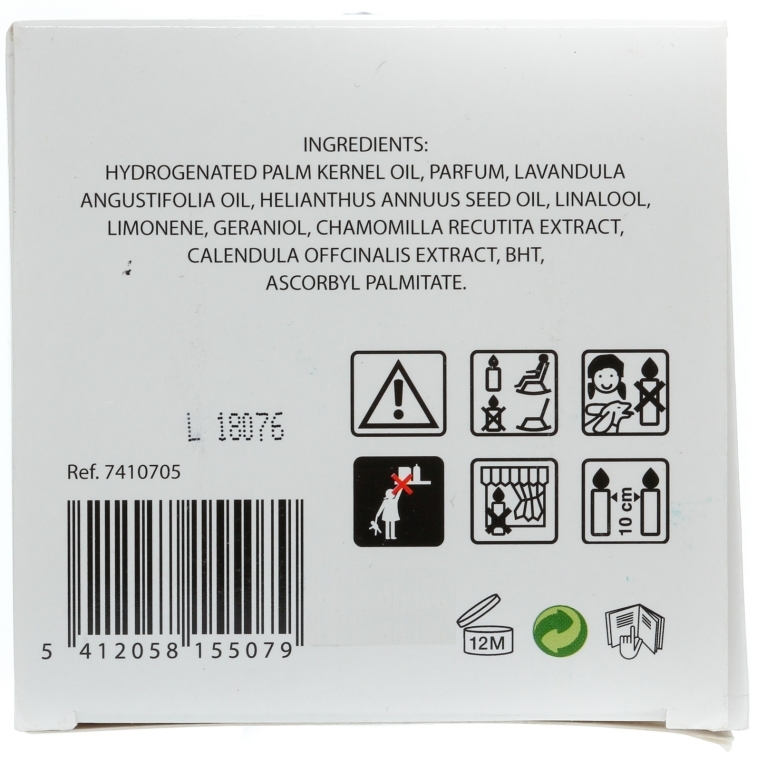 INGREDIENTS:
HYDROGENATED PALM KERNEL OIL, PARFUM, LAVANDULA
ANGUSTIFOLIA OIL, HELIANTHUS ANNUUS SEED OIL, LINALOOL,
LIMONENE, GERANIOL, CHAMOMILLA RECUTITA EXTRACT,
CALENDULA OFFCINALIS EXTRACT, BHT,
ASCORBYL PALMITATE.
L 18076
Ref. 7410705
10 cm
5 412058 155079
12M